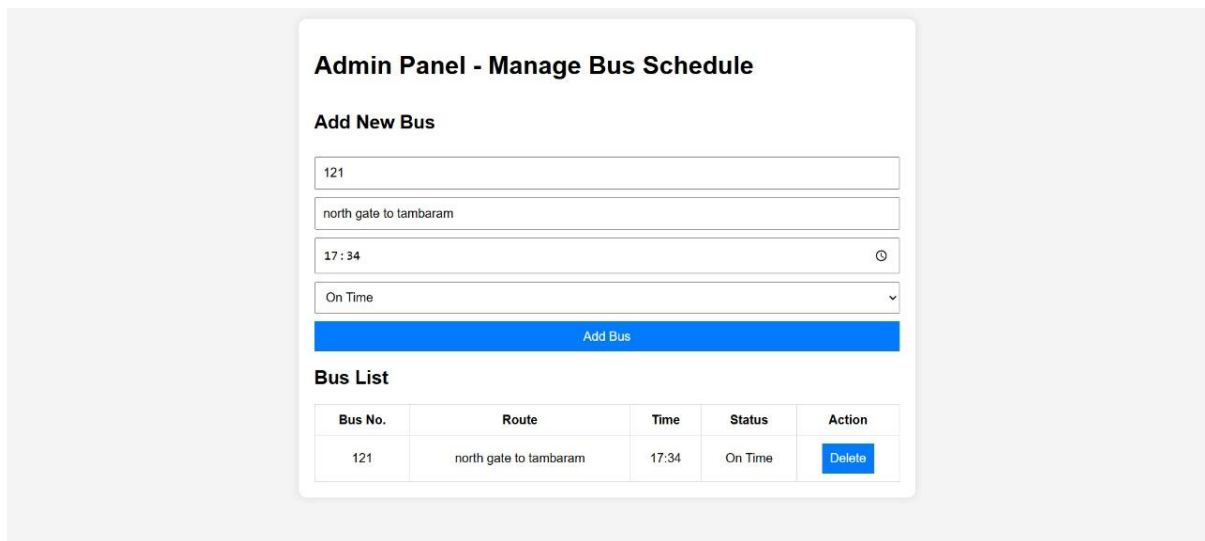 Admin Panel - Manage Bus Schedule
Add New Bus
121
north gate to tambaram
17:34
On Time
Add Bus
Bus List
Bus No. Route Time Status Action
121 north gate to tambaram 17:34 On Time Delete